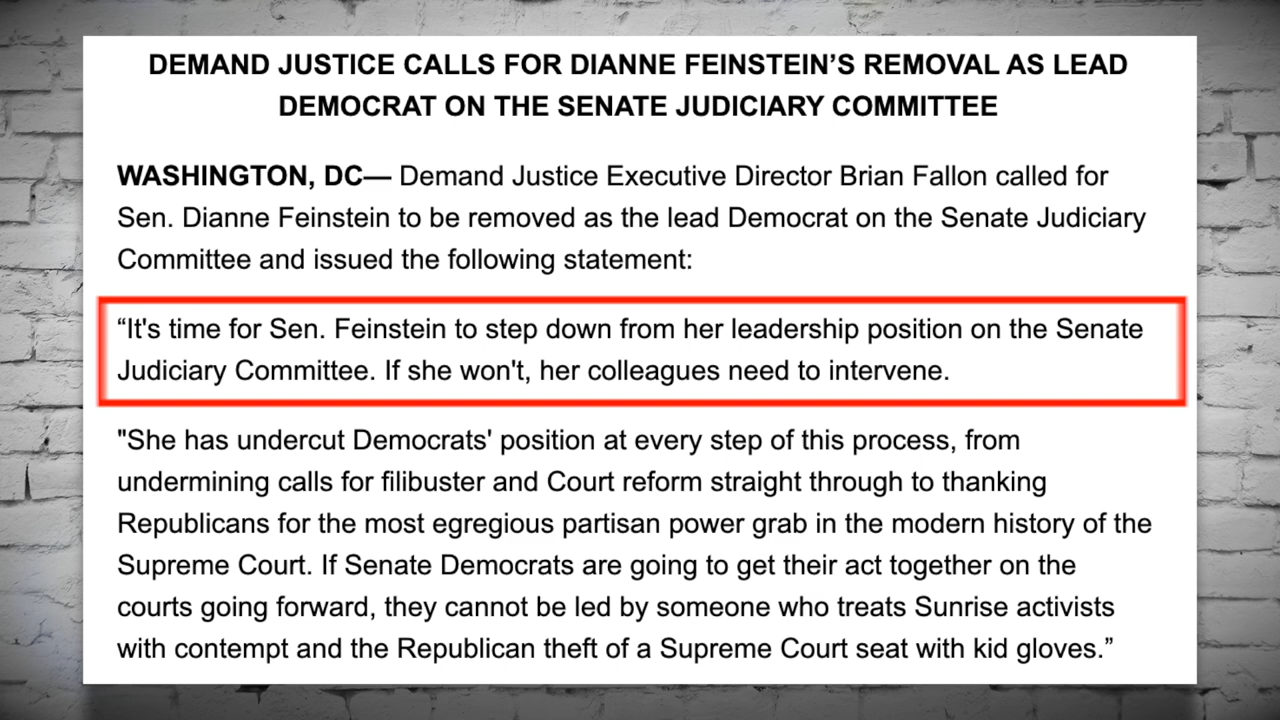 DEMAND JUSTICE CALLS FOR DIANNE FEINSTEIN’S REMOVAL AS LEAD
DEMOCRAT ON THE SENATE JUDICIARY COMMITTEE
WASHINGTON, DC— Demand Justice Executive Director Brian Fallon called for
Sen. Dianne Feinstein to be removed as the lead Democrat on the Senate Judiciary
Committee and issued the following statement:
“It's time for Sen. Feinstein to step down from her leadership position on the Senate
Judiciary Committee. If she won't, her colleagues need to intervene.
"She has undercut Democrats' position at every step of this process, from
undermining calls for filibuster and Court reform straight through to thanking
Republicans for the most egregious partisan power grab in the modern history of the
Supreme Court. If Senate Democrats are going to get their act together on the
courts going forward, they cannot be led by someone who treats Sunrise activists
with contempt and the Republican theft of a Supreme Court seat with kid gloves.”